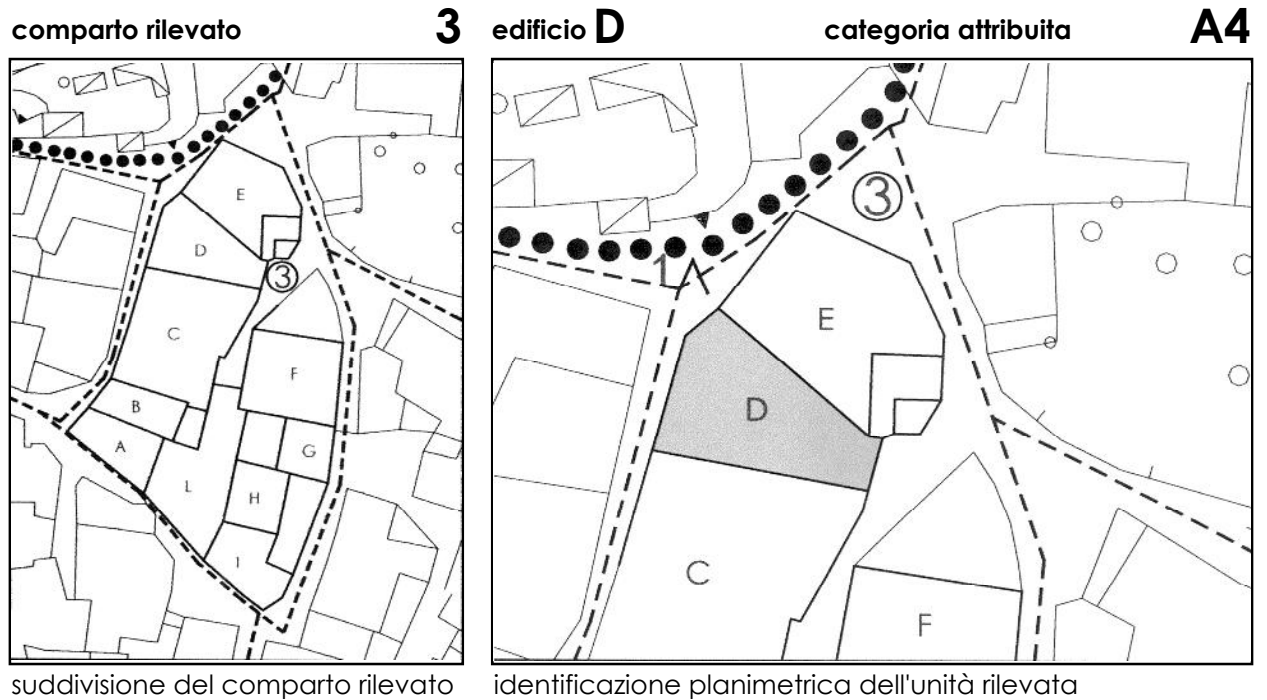 comparto rilevato 3
edificio D categoria attribuita A4
E
D
3
C
F
B
A
G
L
H
I
3
1
E
D
C
F
suddivisione del comparto rilevato
identificazione planimetrica dell'unità rilevata